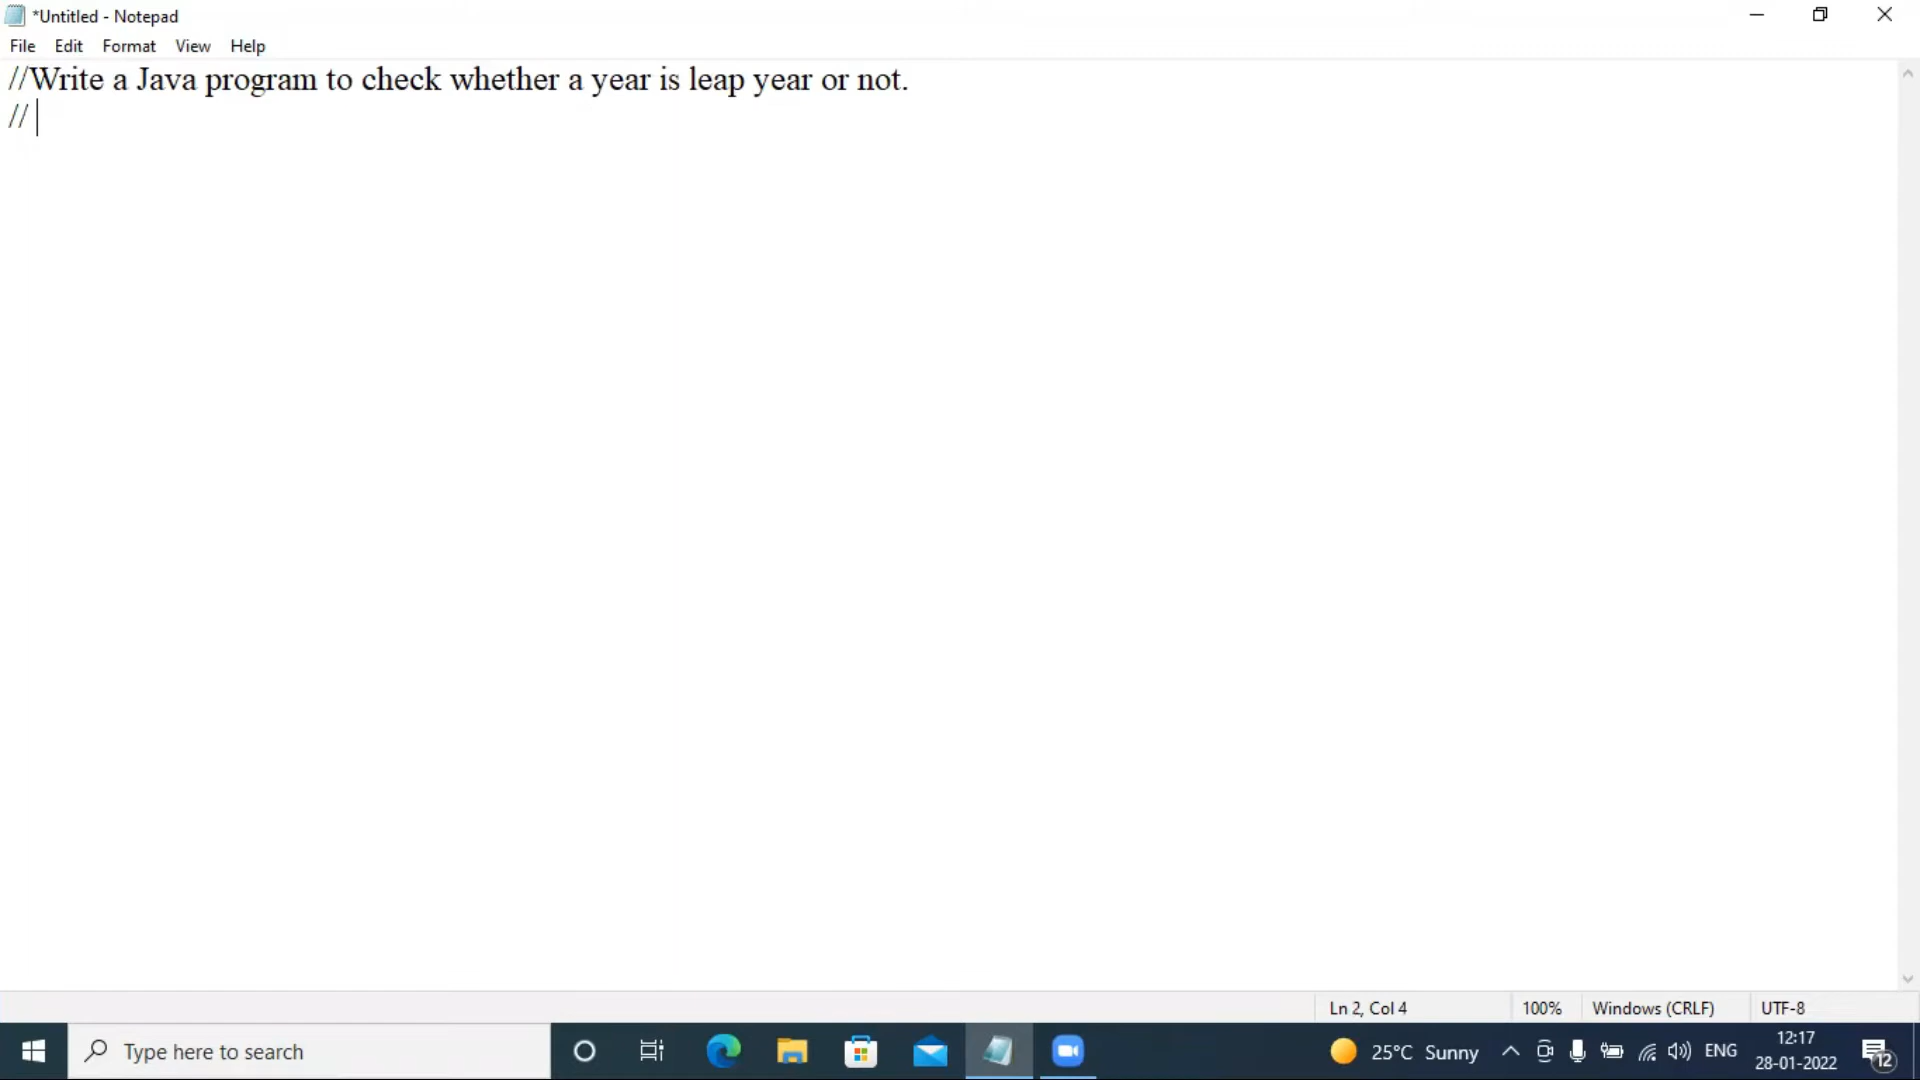 *Untitled - Notepad
File Edit Format View Help
//Write a Java program to check whether a year is leap year or not.
//
Ln 2, Col 4 100% Windows (CRLF) UTF-8
Type here to search 25°C Sunny ENG 12:17
28-01-2022 12